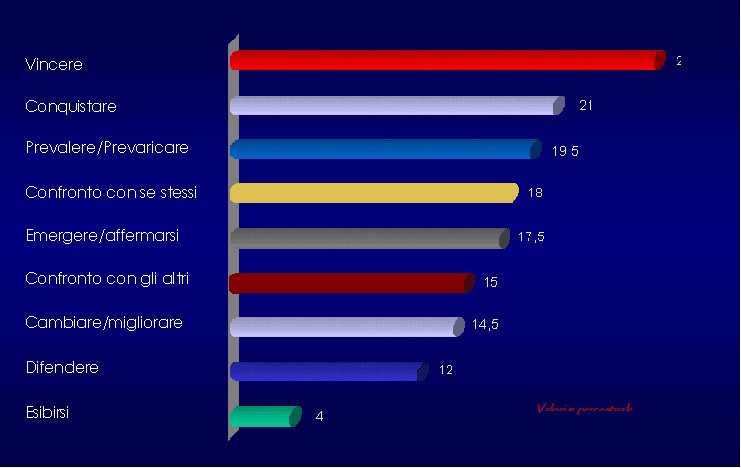 Vincere
Conquistare 21
Prevalere/Prevaricare 19 5
Confronto con se stessi 18
Emergere/affermarsi 17,5
Confronto con gli altri 15
Cambiare/migliorare 14,5
Difendere 12
Esibirsi 4